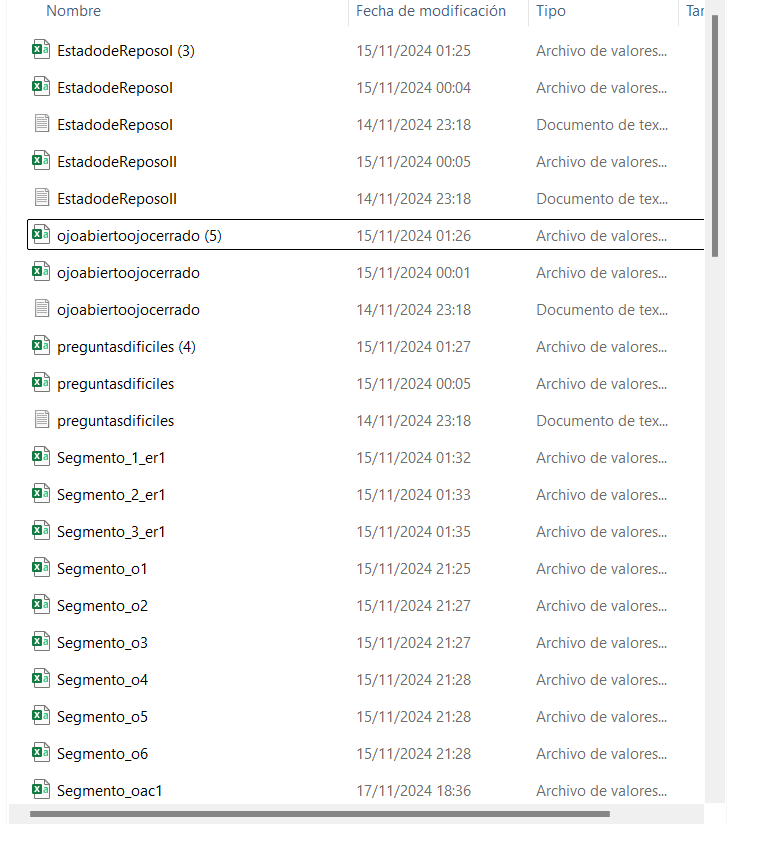 Nombre Fecha de modificación Tipo Tar
EstadodeReposoI (3) 15/11/2024 01:25 Archivo de valores...
EstadodeReposoI 15/11/2024 00:04 Archivo de valores...
EstadodeReposoI 14/11/2024 23:18 Documento de tex...
EstadodeReposoII 15/11/2024 00:05 Archivo de valores...
EstadodeReposoII 14/11/2024 23:18 Documento de tex...
ojoabiertoojocerrado (5) 15/11/2024 01:26 Archivo de valores...
ojoabiertoojocerrado 15/11/2024 00:01 Archivo de valores...
ojoabiertoojocerrado 14/11/2024 23:18 Documento de tex...
preguntasdificiles (4) 15/11/2024 01:27 Archivo de valores...
preguntasdificiles 15/11/2024 00:05 Archivo de valores...
preguntasdificiles 14/11/2024 23:18 Documento de tex...
Segmento_1_er1 15/11/2024 01:32 Archivo de valores...
Segmento_2_er1 15/11/2024 01:33 Archivo de valores...
Segmento_3_er1 15/11/2024 01:35 Archivo de valores...
Segmento_o1 15/11/2024 21:25 Archivo de valores...
Segmento_o2 15/11/2024 21:27 Archivo de valores...
Segmento_o3 15/11/2024 21:27 Archivo de valores...
Segmento_o4 15/11/2024 21:28 Archivo de valores...
Segmento_o5 15/11/2024 21:28 Archivo de valores...
Segmento_o6 15/11/2024 21:28 Archivo de valores...
Segmento_oac1 17/11/2024 18:36 Archivo de valores...